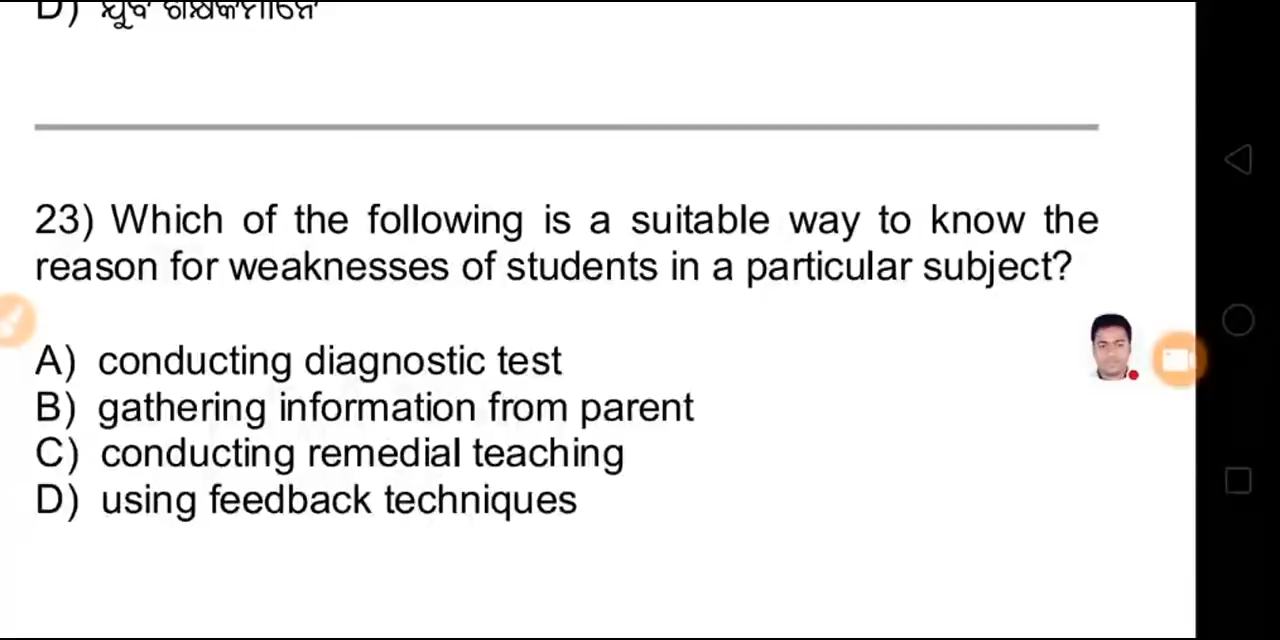 D) ଯୁବ ଶିକ୍ଷକମାନେ
23) Which of the following is a suitable way to know the
reason for weaknesses of students in a particular subject?
A) conducting diagnostic test
B) gathering information from parent
C) conducting remedial teaching
D) using feedback techniques